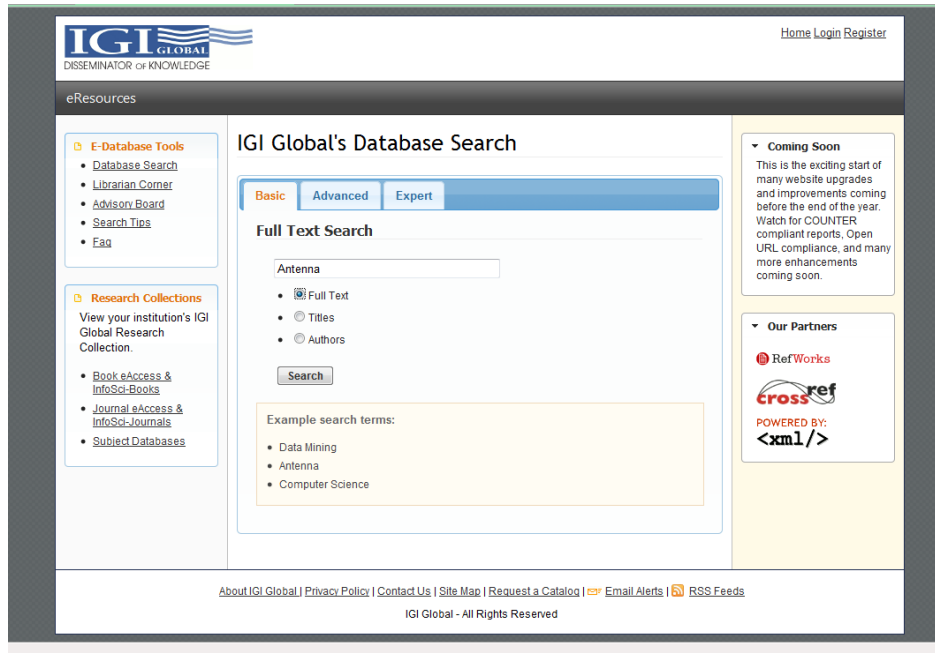 IGI GLOBAL
DISSEMINATOR OF KNOWLEDGE
Home Login Register
eResources
E-Database Tools
Database Search
Librarian Corner
Advisory Board
Search Tips
Faq
Research Collections
View your institution's IGI
Global Research
Collection.
Book eAccess &
InfoSci-Books
Journal eAccess &
InfoSci-Journals
Subject Databases
IGI Global's Database Search
Basic Advanced Expert
Full Text Search
Antenna
Full Text
Titles
Authors
Search
Example search terms:
Data Mining
Antenna
Computer Science
Coming Soon
This is the exciting start of
many website upgrades
and improvements coming
before the end of the year.
Watch for COUNTER
compliant reports, Open
URL compliance, and many
more enhancements
coming soon.
Our Partners
RefWorks
crossref
POWERED BY:
<xml/>
About IGI Global | Privacy Policy | Contact Us | Site Map | Request a Catalog | Email Alerts | RSS Feeds
IGI Global - All Rights Reserved